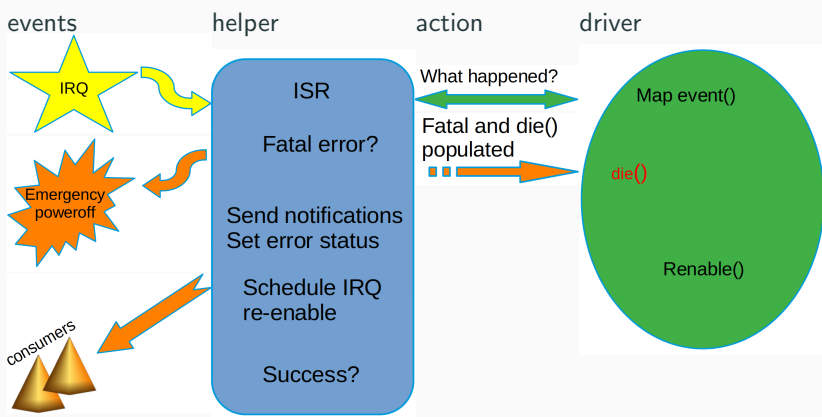 events
helper
action
driver
IRQ
ISR
What happened?
Map event()
Fatal error?
Fatal and die()
populated
die()
Emergency
poweroff
Send notifications
Set error status
Renable()
Schedule IRQ
re-enable
consumers
Success?